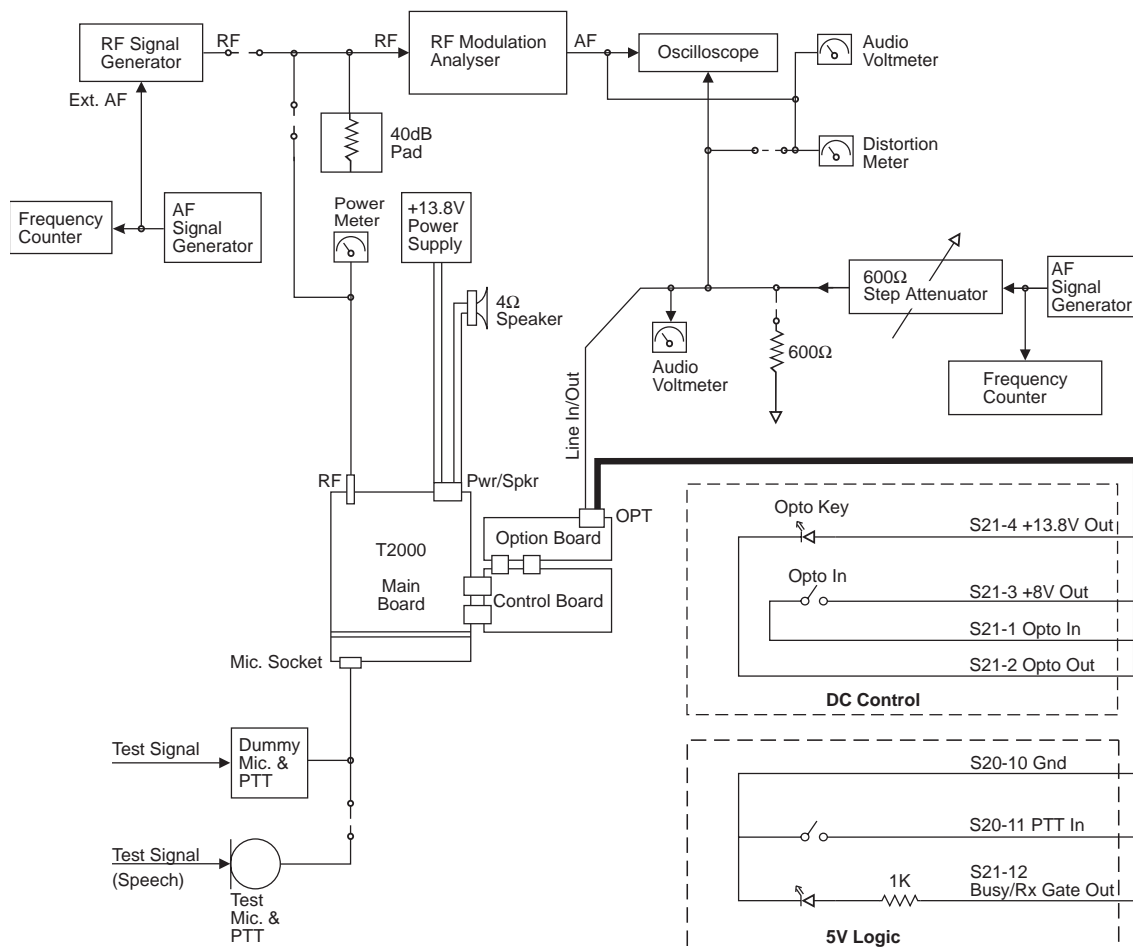 RF Signal
Generator
RF
RF
RF Modulation
Analyser
AF
Oscilloscope
Audio
Voltmeter
Ext. AF
40dB
Pad
Distortion
Meter
Frequency
Counter
AF
Signal
Generator
Power
Meter
+13.8V
Power
Supply
4Ω
Speaker
600Ω
Step Attenuator
AF
Signal
Generator
Audio
Voltmeter
600Ω
Frequency
Counter
Line In/Out
RF
Pwr/Spkr
OPT
T2000
Main
Board
Option Board
Control Board
Mic. Socket
Opto Key
S21-4 +13.8V Out
Opto In
S21-3 +8V Out
S21-1 Opto In
S21-2 Opto Out
DC Control
Test Signal
Dummy
Mic. &
PTT
Test Signal
(Speech)
Test
Mic. &
PTT
S20-10 Gnd
S20-11 PTT In
1K
S21-12
Busy/Rx Gate Out
5V Logic